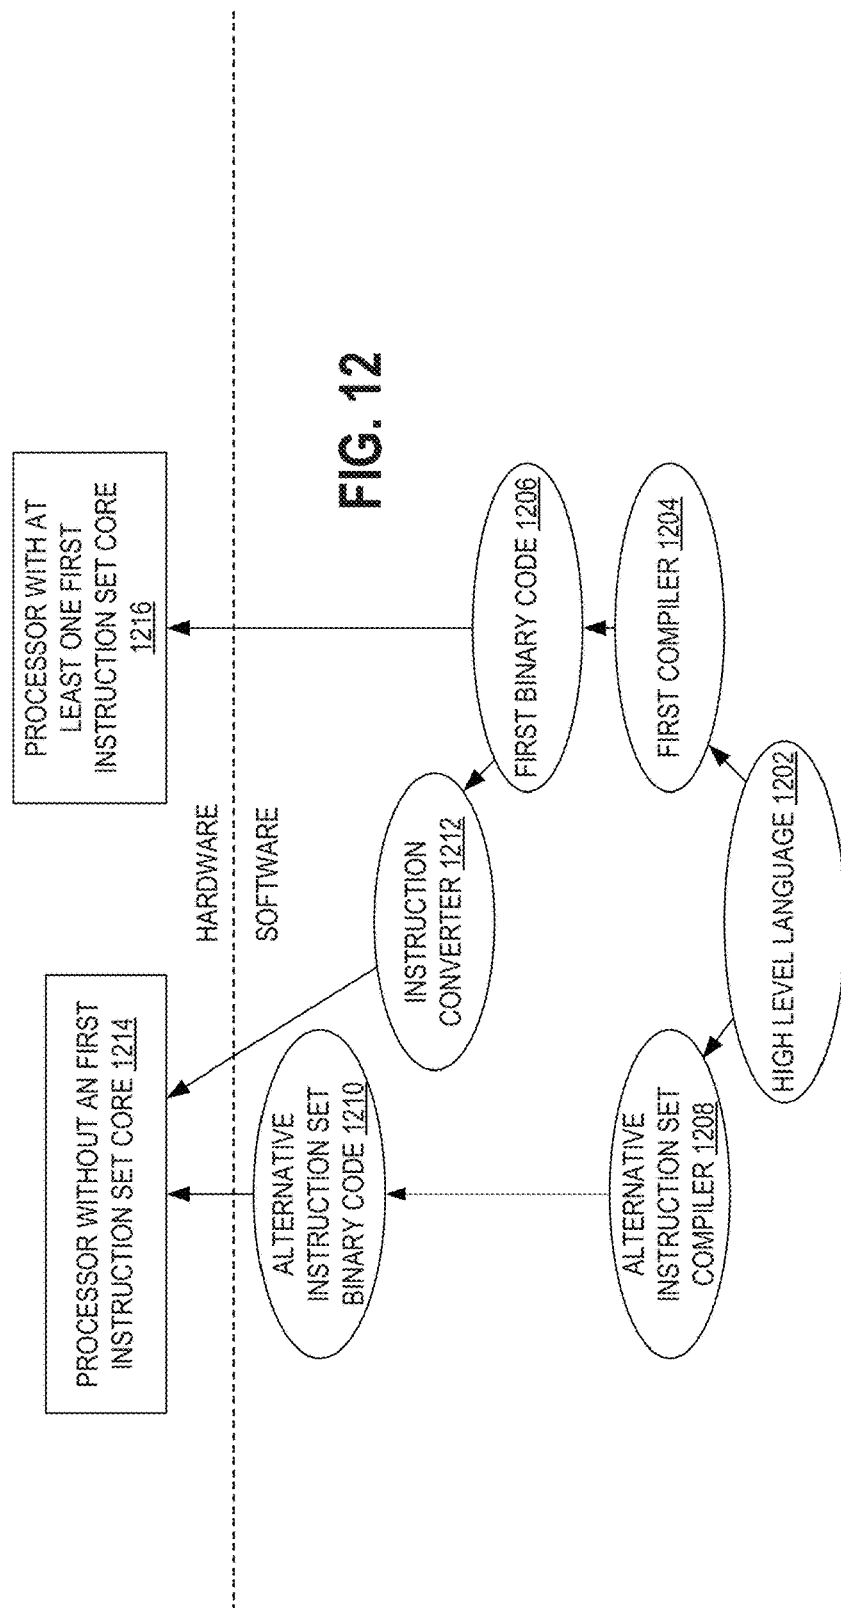 PROCESSOR WITHOUT AN FIRST
INSTRUCTION SET CORE 1214
PROCESSOR WITH AT
LEAST ONE FIRST
INSTRUCTION SET CORE
1216
HARDWARE
SOFTWARE
ALTERNATIVE
INSTRUCTION SET
BINARY CODE 1210
INSTRUCTION
CONVERTER 1212
FIG. 12
FIRST BINARY CODE 1206
ALTERNATIVE
INSTRUCTION SET
COMPILER 1208
FIRST COMPILER 1204
HIGH LEVEL LANGUAGE 1202